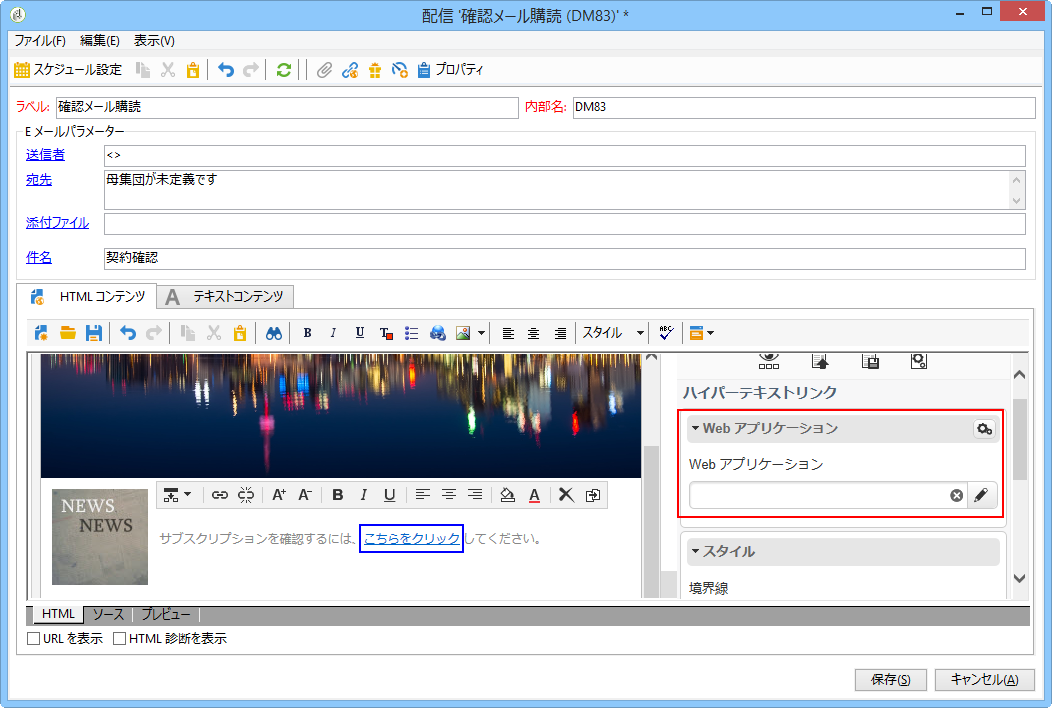 配信 '確認メール購読 (DM83)' *
ファイル(F) 編集(E) 表示(V)
スケジュール設定 プロパティ
ラベル: 確認メール購読 内部名: DM83
E メールパラメーター
送信者 <>
宛先 母集団が未定義です
添付ファイル
件名 契約確認
HTML コンテンツ A テキストコンテンツ
B I U T スタイル ABC
ハイパーテキストリンク
Web アプリケーション
Web アプリケーション
NEWS
NEWS
A+ A- B I U A
サブスクリプションを確認するには、こちらをクリックしてください。
スタイル
境界線
HTML ソース プレビュー
URL を表示 HTML 診断を表示
保存(S) キャンセル(A)